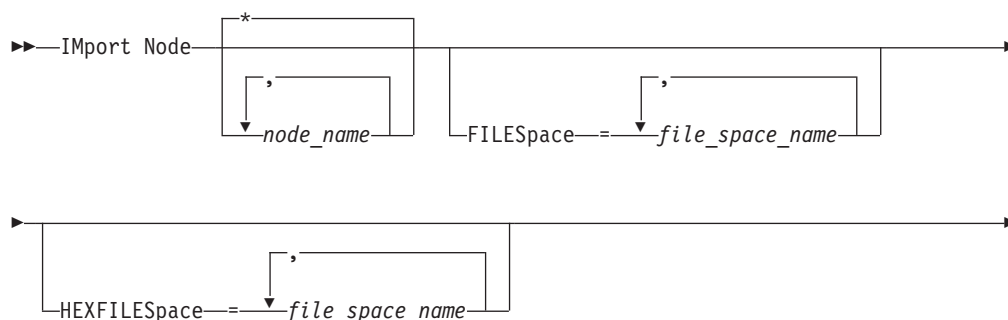 *
IMport Node
, ,
node_name FILESpace = file_space_name
,
HEXFILESpace = file_space_name